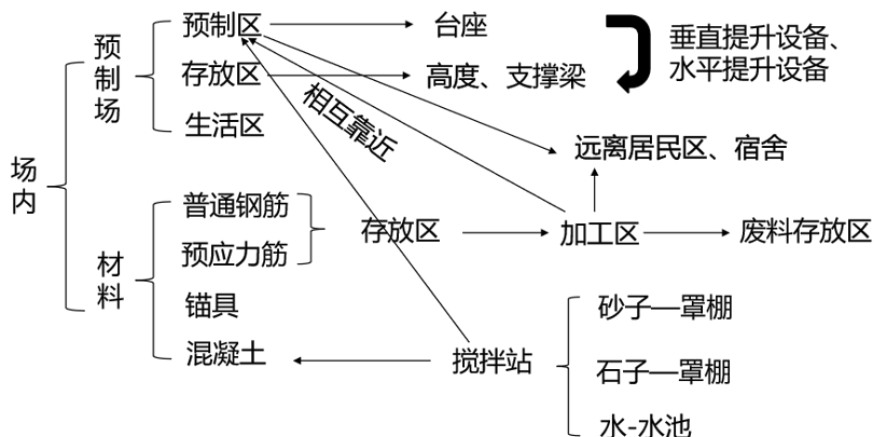 预制区
台座
垂直提升设备、
水平提升设备
预制场
存放区
高度、支撑梁
相互靠近
生活区
远离居民区、宿舍
场内
普通钢筋
存放区
加工区
废料存放区
预应力筋
材料
锚具
砂子—罩棚
混凝土
搅拌站
石子—罩棚
水-水池